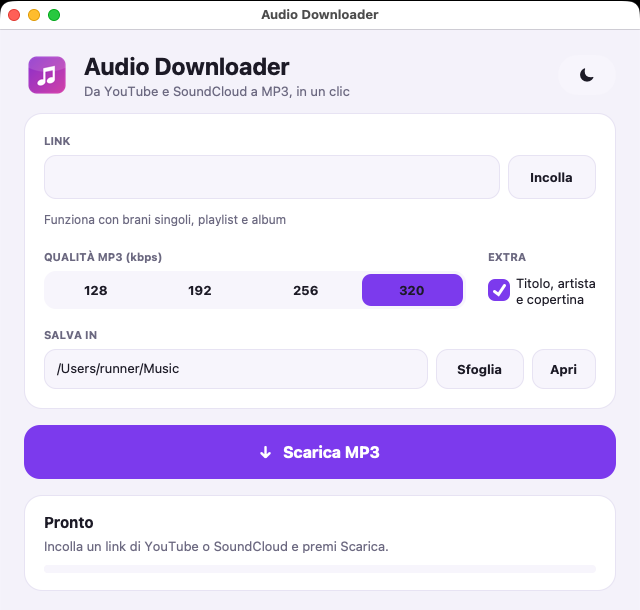 Audio Downloader
Audio Downloader
Da YouTube e SoundCloud a MP3, in un clic
LINK
Incolla
Funziona con brani singoli, playlist e album
QUALITÀ MP3 (kbps)
EXTRA
128 192 256 320
Titolo, artista
e copertina
SALVA IN
/Users/runner/Music
Sfoglia
Apri
Scarica MP3
Pronto
Incolla un link di YouTube o SoundCloud e premi Scarica.